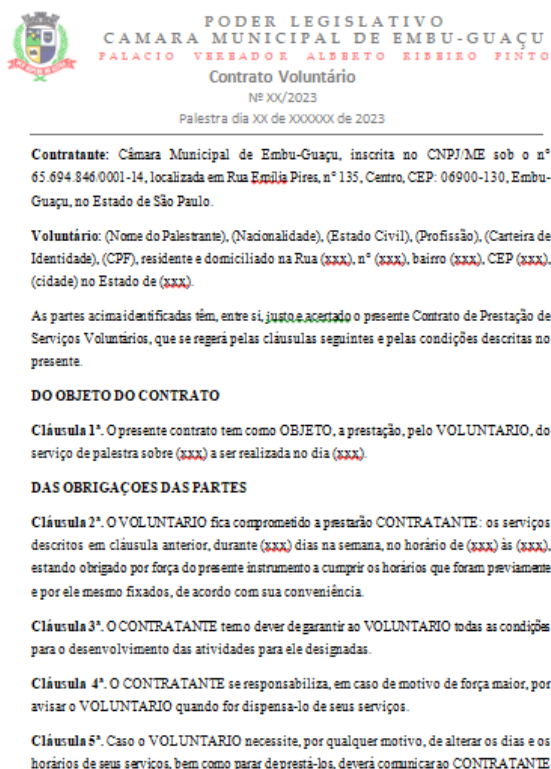 PODER LEGISLATIVO
CAMARA MUNICIPAL DE EMBU-GUAÇU
PALACIO VEREADOR ALBERTO RIBEIRO PINTO
Contrato Voluntário
Nº XX/2023
Palestra dia XX de XXXXXX de 2023
Contratante: Câmara Municipal de Embu-Guaçu, inscrita no CNPJ/ME sob o nº
65.694.846/0001-14, localizada em Rua Emília Pires, nº 135, Centro, CEP: 06900-130, Embu-
Guaçu, no Estado de São Paulo.
Voluntário: (Nome do Palestrante), (Nacionalidade), (Estado Civil), (Profissão), (Carteira de
Identidade), (CPF), residente e domiciliado na Rua (xxx), nº (xxx), bairro (xxx), CEP (xxx),
(cidade) no Estado de (xxx).
As partes acima identificadas têm, entre si, justo e acertado o presente Contrato de Prestação de
Serviços Voluntários, que se regerá pelas cláusulas seguintes e pelas condições descritas no
presente.
DO OBJETO DO CONTRATO
Cláusula 1ª. O presente contrato tem como OBJETO, a prestação, pelo VOLUNTARIO, do
serviço de palestra sobre (xxx) a ser realizada no dia (xxx).
DAS OBRIGAÇOES DAS PARTES
Cláusula 2ª. O VOLUNTARIO fica comprometido a prestar ao CONTRATANTE: os serviços
descritos em cláusula anterior, durante (xxx) dias na semana, no horário de (xxx) às (xxx),
estando obrigado por força do presente instrumento a cumprir os horários que foram previamente
e por ele mesmo fixados, de acordo com sua conveniência.
Cláusula 3ª. O CONTRATANTE tem o dever de garantir ao VOLUNTARIO todas as condições
para o desenvolvimento das atividades para ele designadas.
Cláusula 4ª. O CONTRATANTE se responsabiliza, em caso de motivo de força maior, por
avisar o VOLUNTARIO quando for dispensa-lo de seus serviços.
Cláusula 5ª. Caso o VOLUNTARIO necessite, por qualquer motivo, de alterar os dias e os
horários de seus serviços, bem como parar de prestá-los, deverá comunicar ao CONTRATANTE